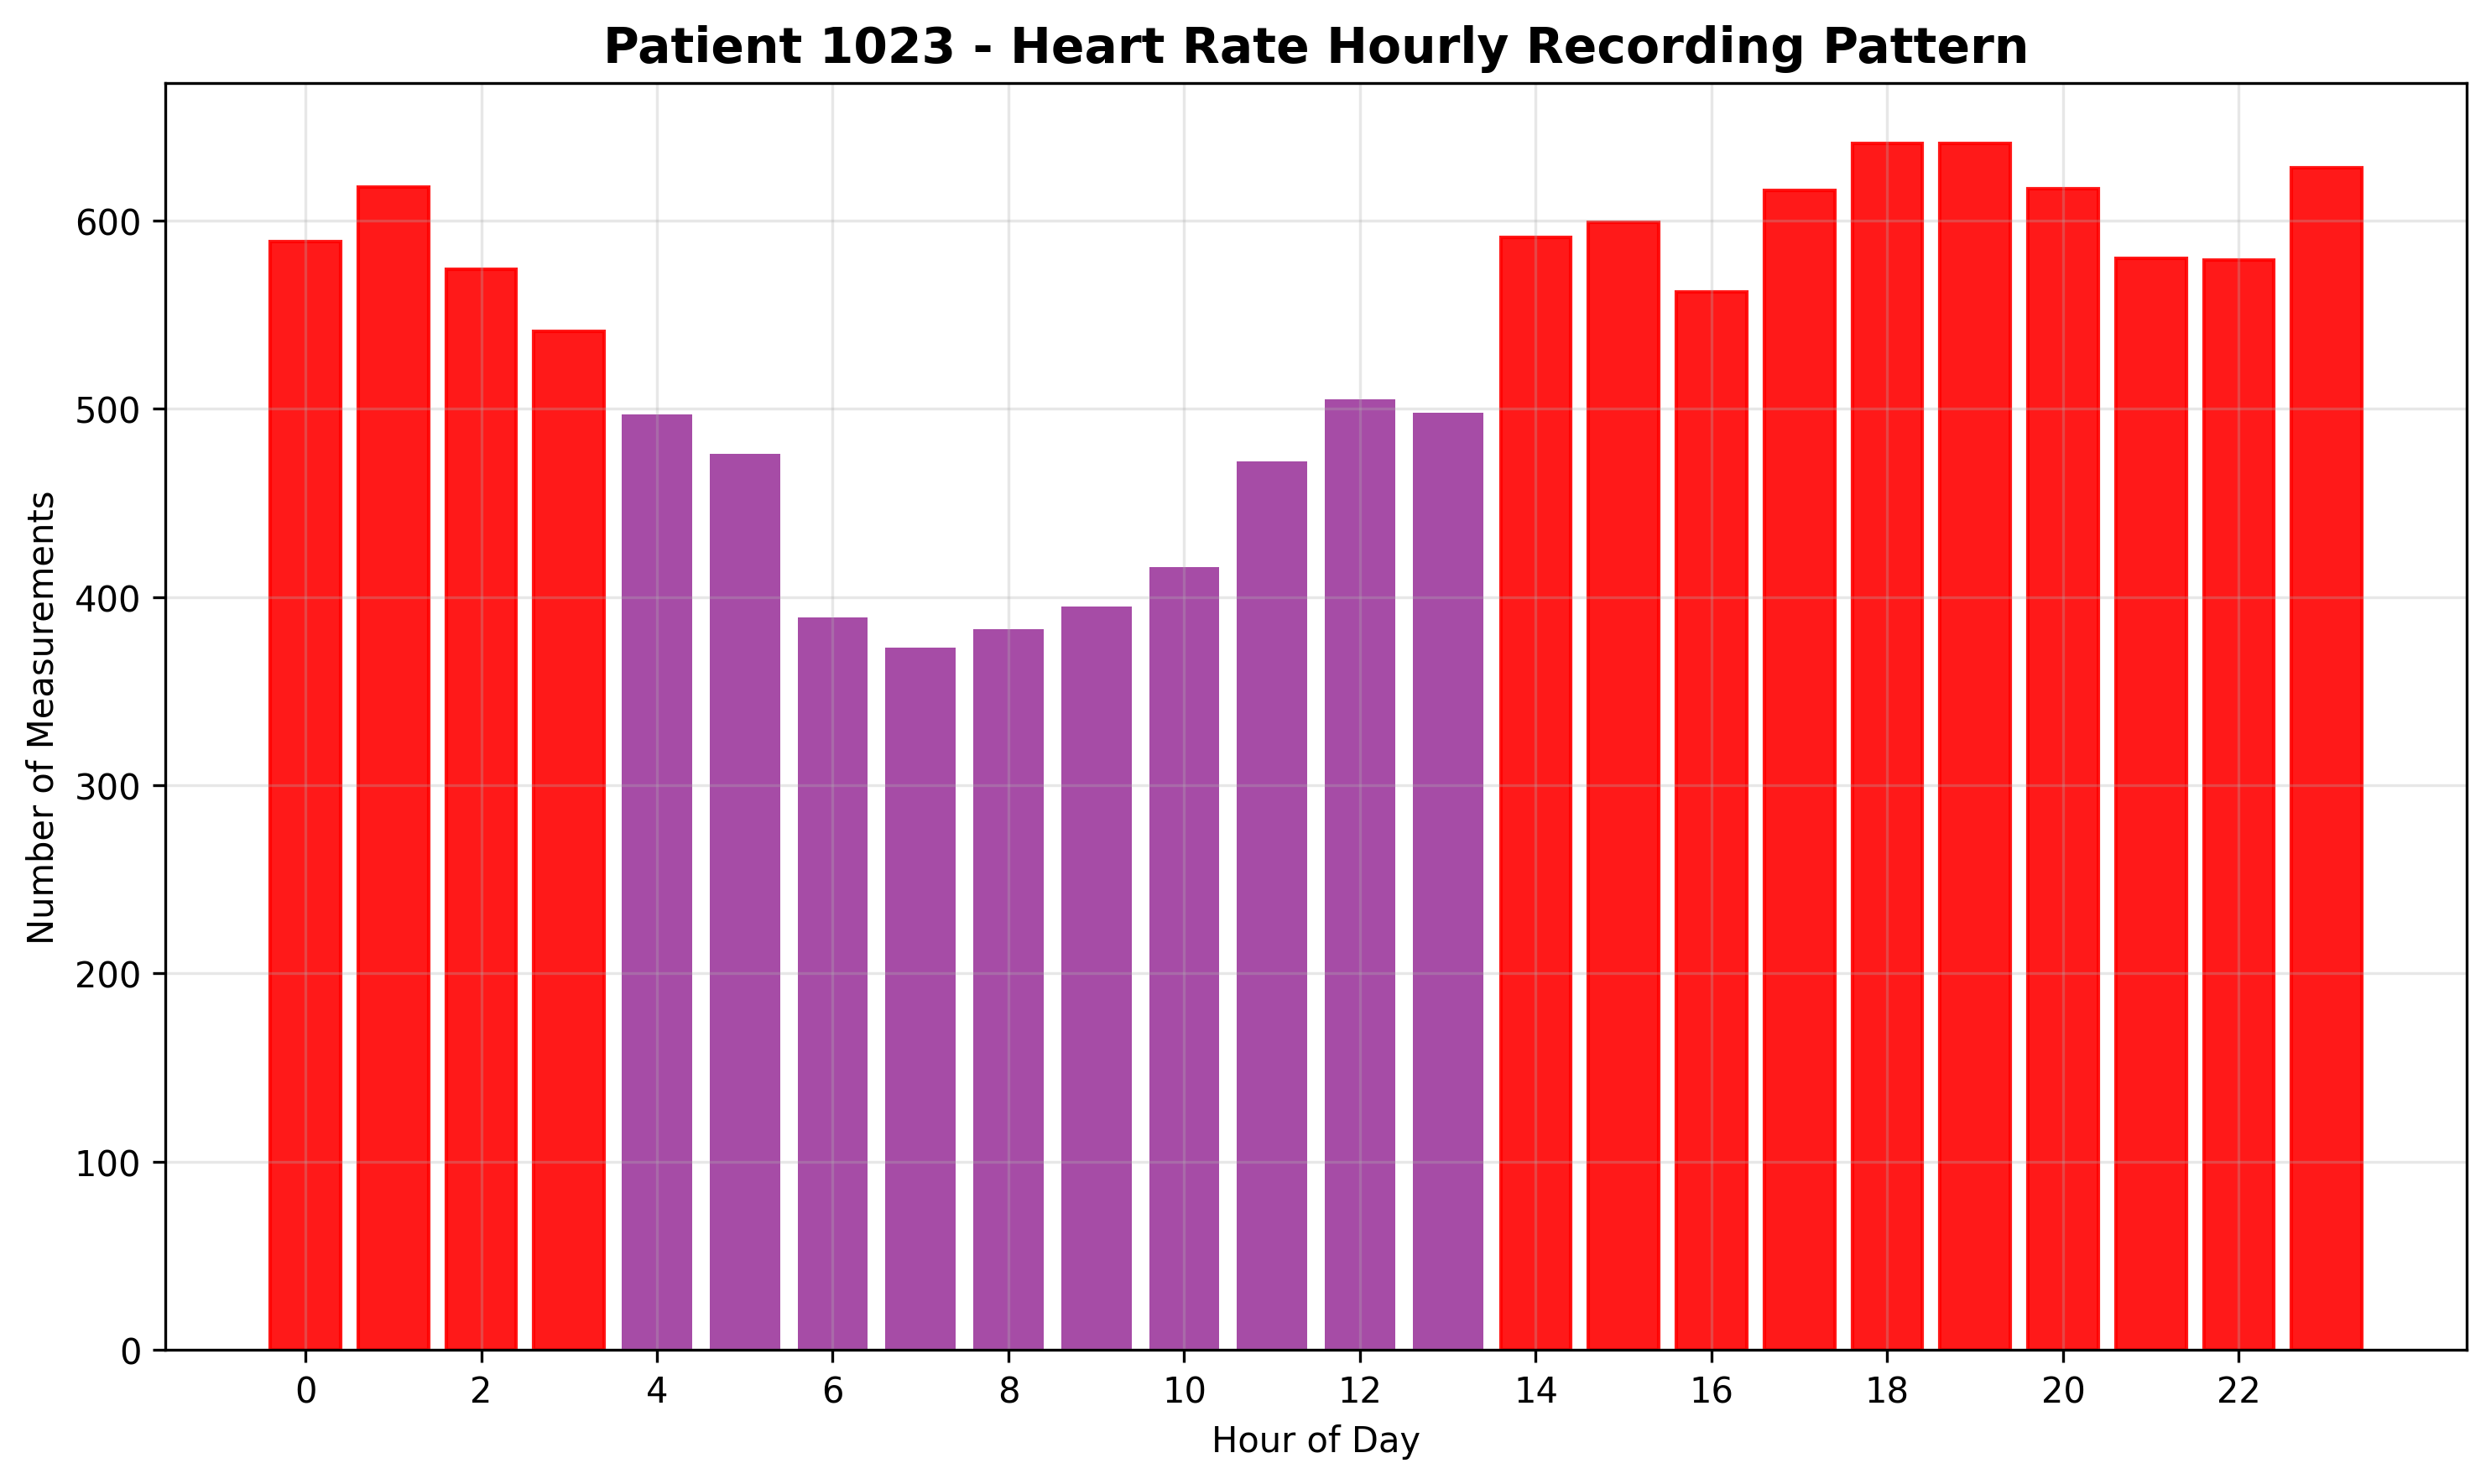 Patient 1023 - Heart Rate Hourly Recording Pattern
Number of Measurements
600
500
400
300
200
100
0
0 2 4 6 8 10 12 14 16 18 20 22
Hour of Day